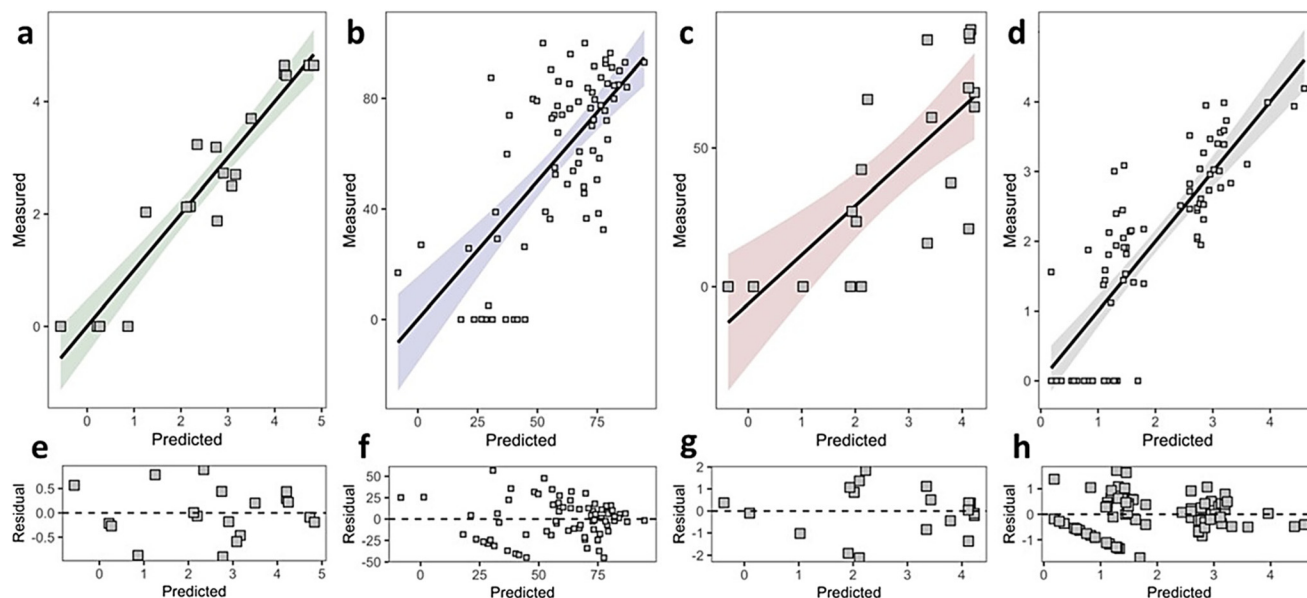 a
b
c
d
Measured
4
2
0
0 1 2 3 4 5
Predicted
Measured
80
40
0
0 25 50 75
Predicted
Measured
50
0
0 1 2 3 4
Predicted
Measured
4
3
2
1
0
0 1 2 3 4
Predicted
e
f
g
h
Residual
0.5
0.0
-0.5
0 1 2 3 4 5
Predicted
Residual
50
25
0
-25
-50
0 25 50 75
Predicted
Residual
2
1
0
-1
-2
0 1 2 3 4
Predicted
Residual
1
0
-1
0 1 2 3 4
Predicted